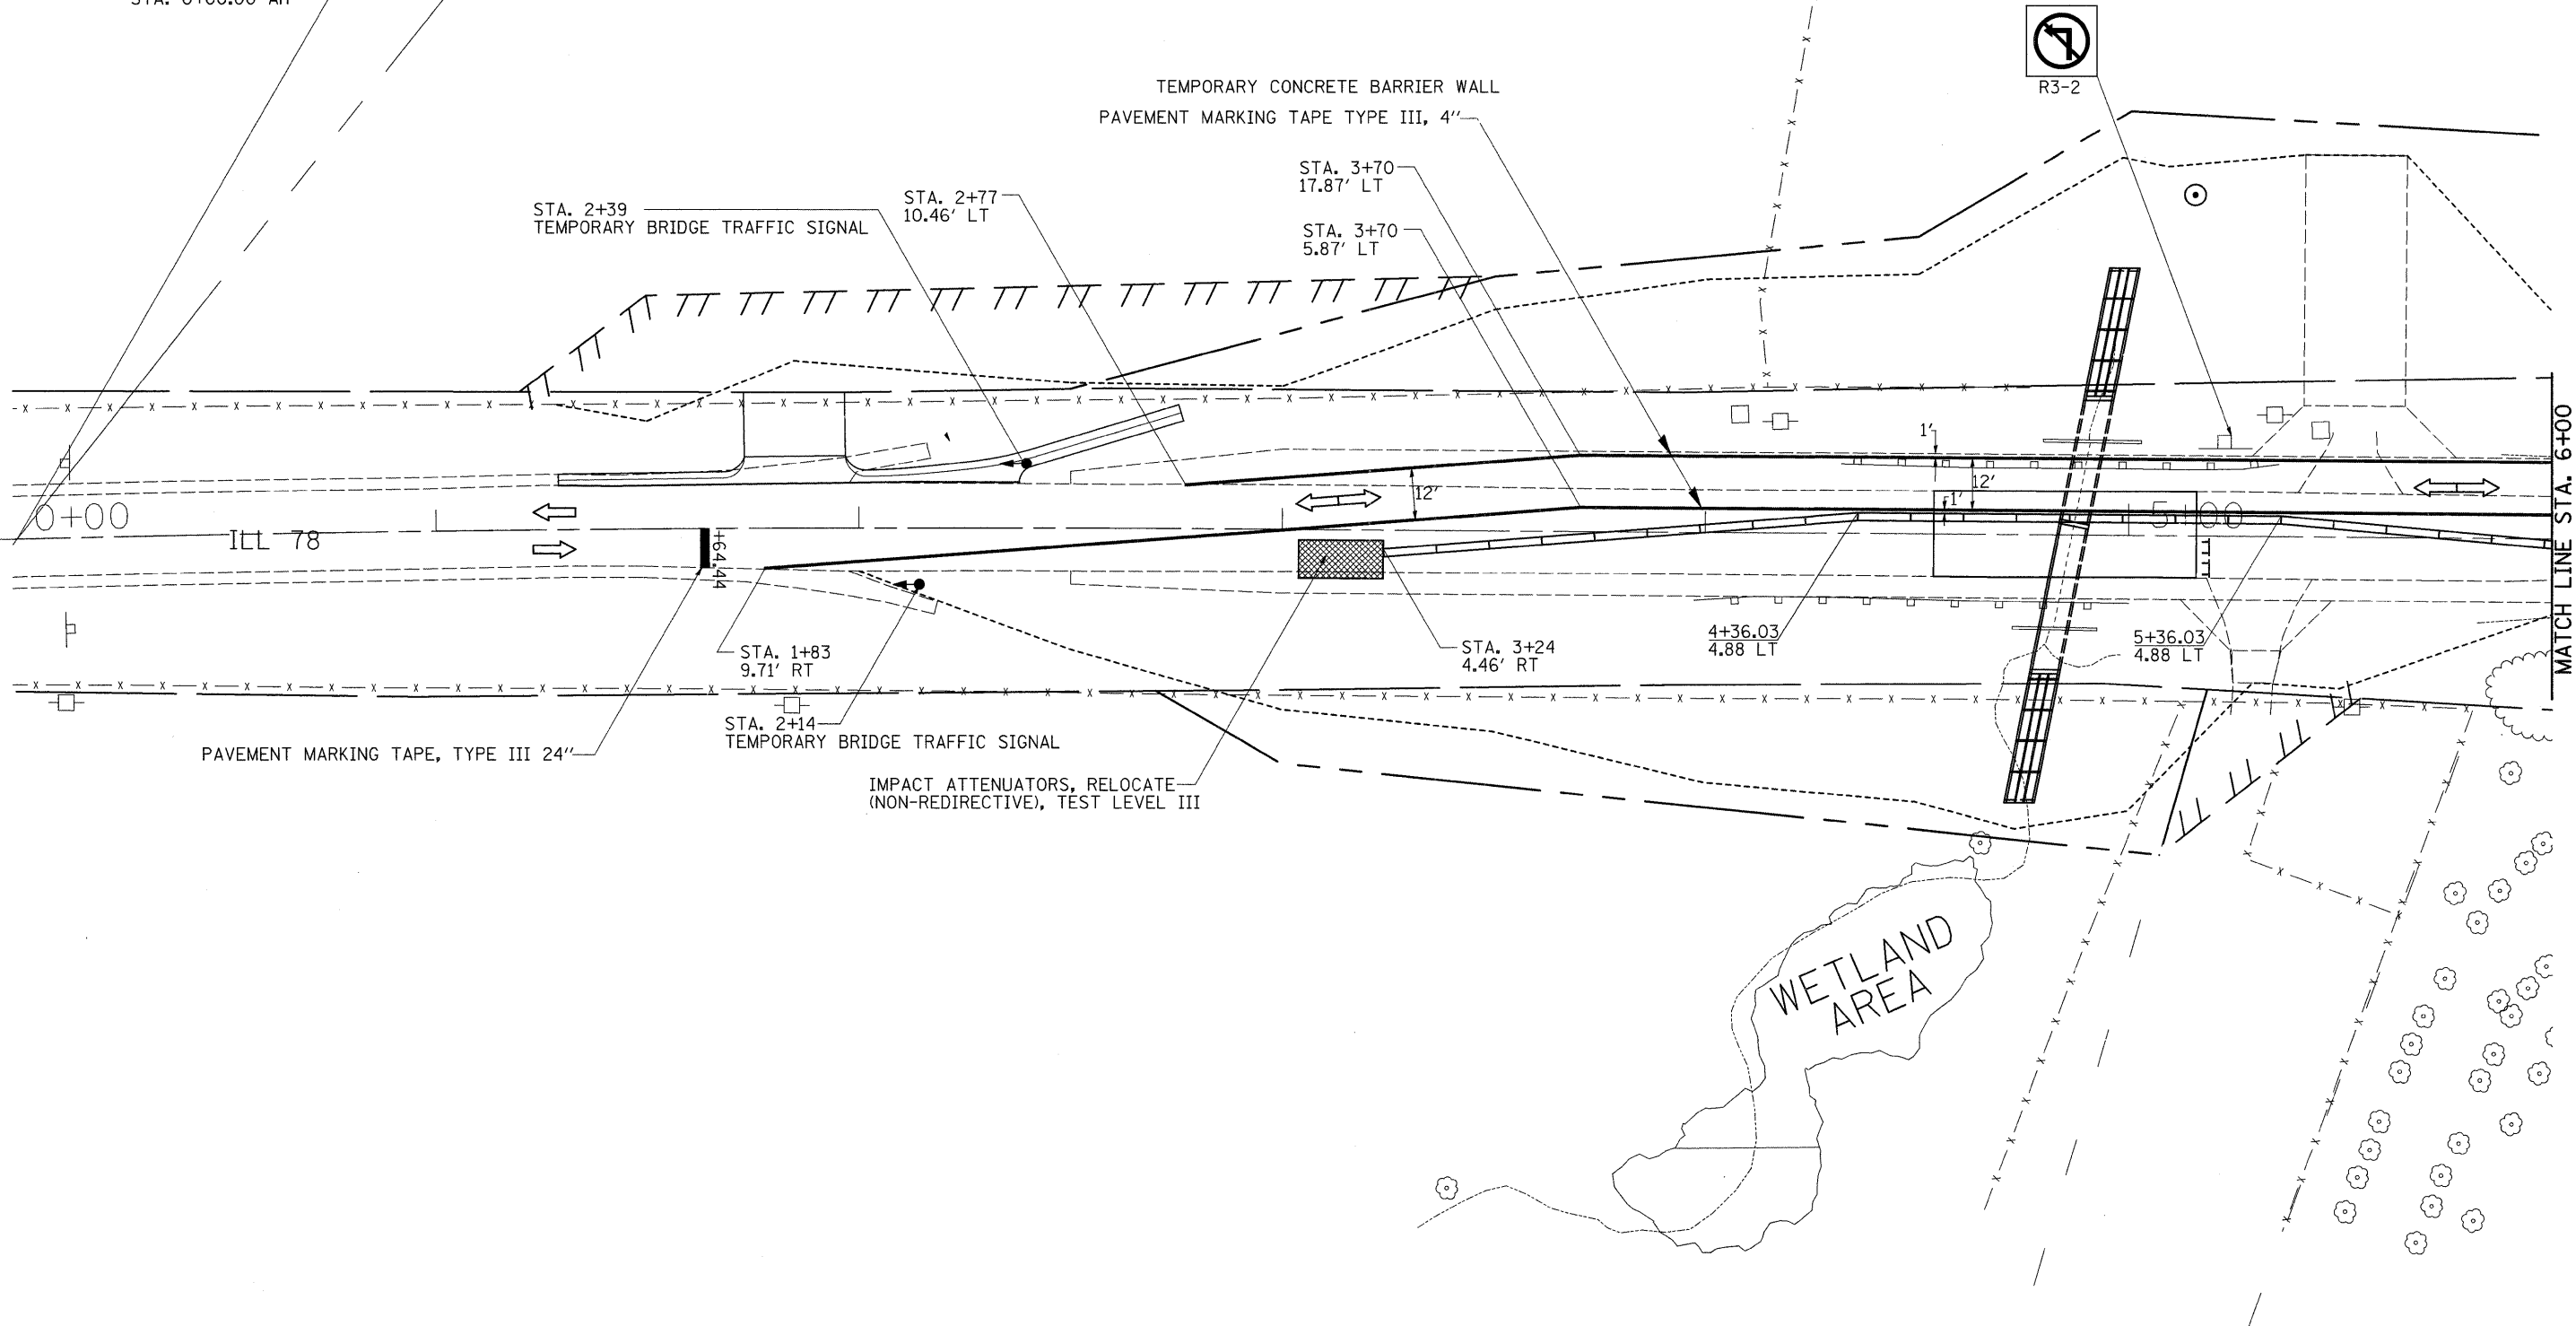 R3-2
TEMPORARY CONCRETE BARRIER WALL
PAVEMENT MARKING TAPE TYPE III, 4"
STA. 3+70
17.87' LT
STA. 2+77
10.46' LT
STA. 2+39
TEMPORARY BRIDGE TRAFFIC SIGNAL
STA. 3+70
5.87' LT
1'
12'
12'
1'
0+00
ILL 78
5+00
+64.44
MATCH LINE STA. 6+00
STA. 1+83
9.71' RT
STA. 3+24
4.46' RT
4+36.03
4.88 LT
5+36.03
4.88 LT
STA. 2+14
TEMPORARY BRIDGE TRAFFIC SIGNAL
PAVEMENT MARKING TAPE, TYPE III 24"
IMPACT ATTENUATORS, RELOCATE
(NON-REDIRECTIVE), TEST LEVEL III
WETLAND
AREA